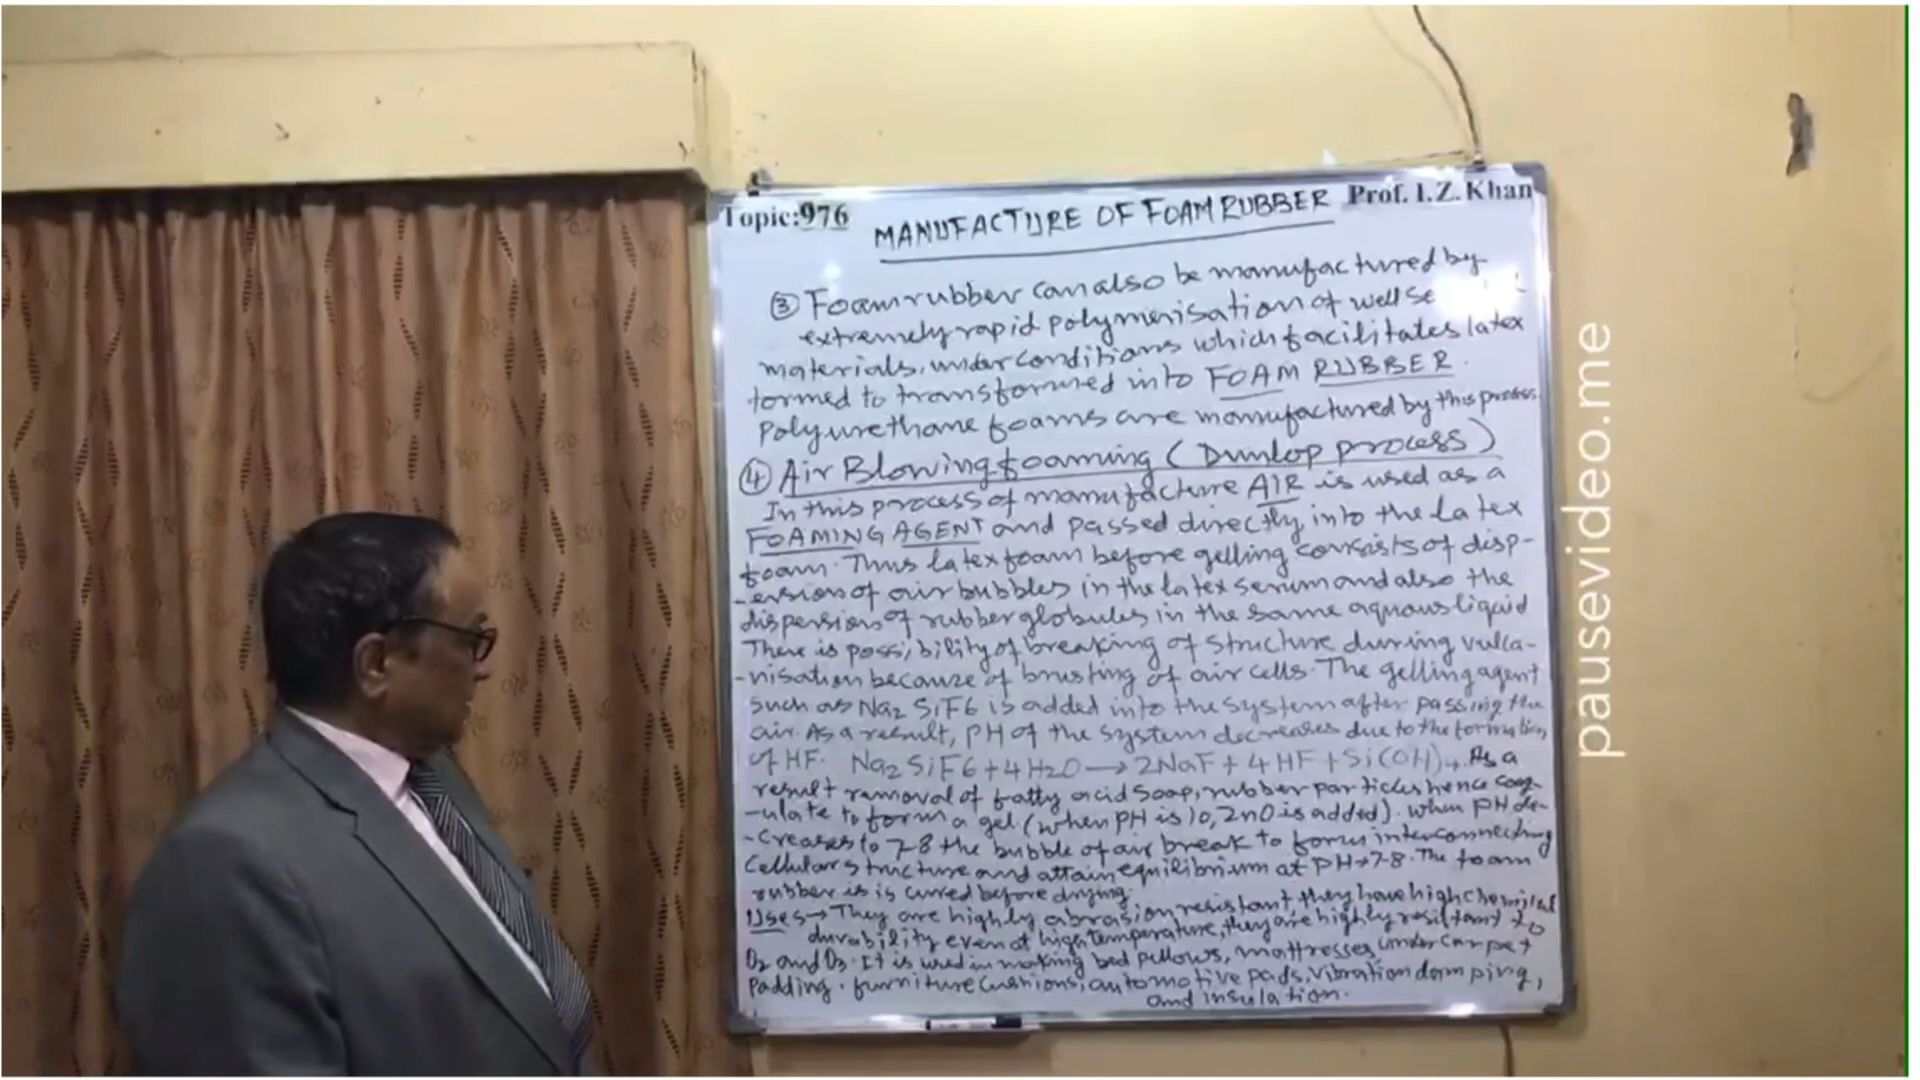 Topic:976 MANUFACTURE OF FOAM RUBBER Prof. I.Z. Khan
③ Foam rubber can also be manufactured by
extremely rapid polymerisation of well se
materials, under conditions which facilitates latex
formed to transformed into FOAM RUBBER.
Polyurethane foams are manufactured by this process.
④ Air Blowing foaming (Dunlop process)
In this process of manufacture AIR is used as a
FOAMING AGENT and passed directly into the latex
foam. Thus latex foam before gelling consists of disp-
-ersion of air bubbles in the latex serum and also the
dispersion of rubber globules in the same aquous liquid
There is possibility of breaking of structure during vulca-
-nisation because of brusting of air cells. The gelling agent
such as Na2 SiF6 is added into the system after passing the
air. As a result, PH of the system decreases due to the formation
of HF. Na2 SiF6 + 4H2O → 2NaF + 4HF + Si(OH)4. As a
result removal of fatty acid soap, rubber particles hence coag-
-ulate to form a gel (when PH is 10, ZnO is added). when PH de-
-creases to 7-8 the bubble of air break to form interconnecting
Cellular structure and attain equilibrium at PH→7-8. The foam
rubber is is cured before drying.
Uses → They are highly abrasion resistant they have high chemical
durability even at high temperature, they are highly resistant to
O2 and O3. It is used in making bed pillows, mattresses, under carpet
padding. furniture cushions, automotive pads, vibration damping,
and insulation.
pausevideo.me